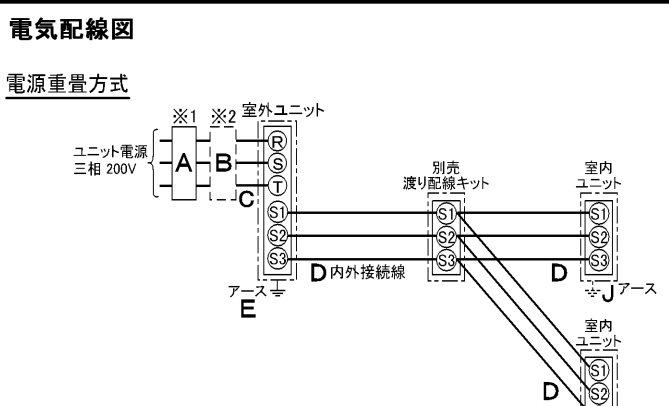 電気配線図
電源重畳方式
※1 ※2 室外ユニット
ユニット電源
三相 200V
A B
C
R
S
T
S1
S2
S3
D 内外接続線
アース
E
別売
渡り配線キット
S1
S2
S3
室内
ユニット
S1
S2
S3
D
J アース
室内
ユニット
S1
S2
D